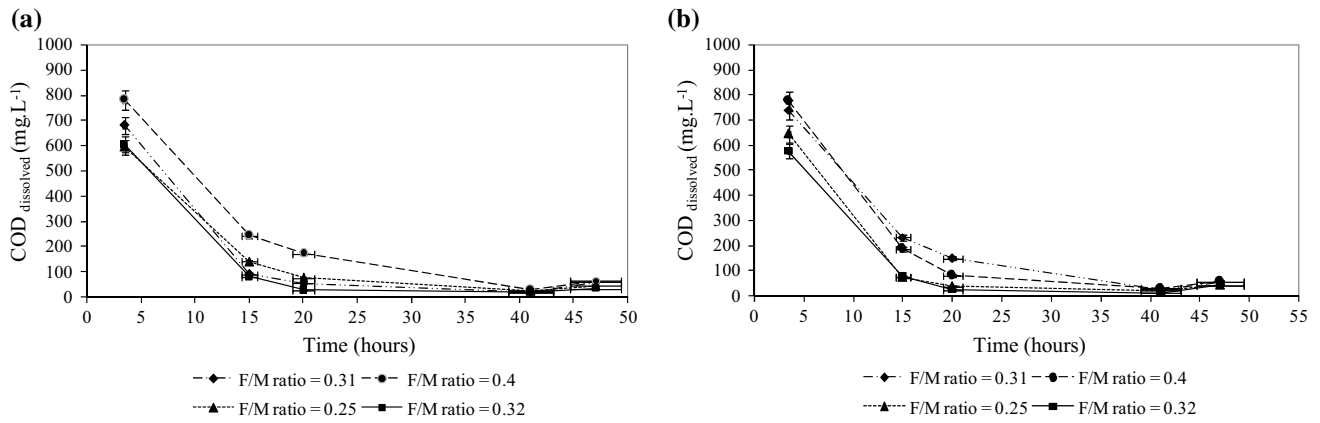 (a)
1000
900
800
700
600
500
400
300
200
100
0
COD dissolved (mg.L-1)
0 5 10 15 20 25 30 35 40 45 50
Time (hours)
F/M ratio = 0.31 F/M ratio = 0.4
F/M ratio = 0.25 F/M ratio = 0.32
(b)
1000
900
800
700
600
500
400
300
200
100
0
COD dissolved (mg.L-1)
0 5 10 15 20 25 30 35 40 45 50 55
Time (hours)
F/M ratio = 0.31 F/M ratio = 0.4
F/M ratio = 0.25 F/M ratio = 0.32